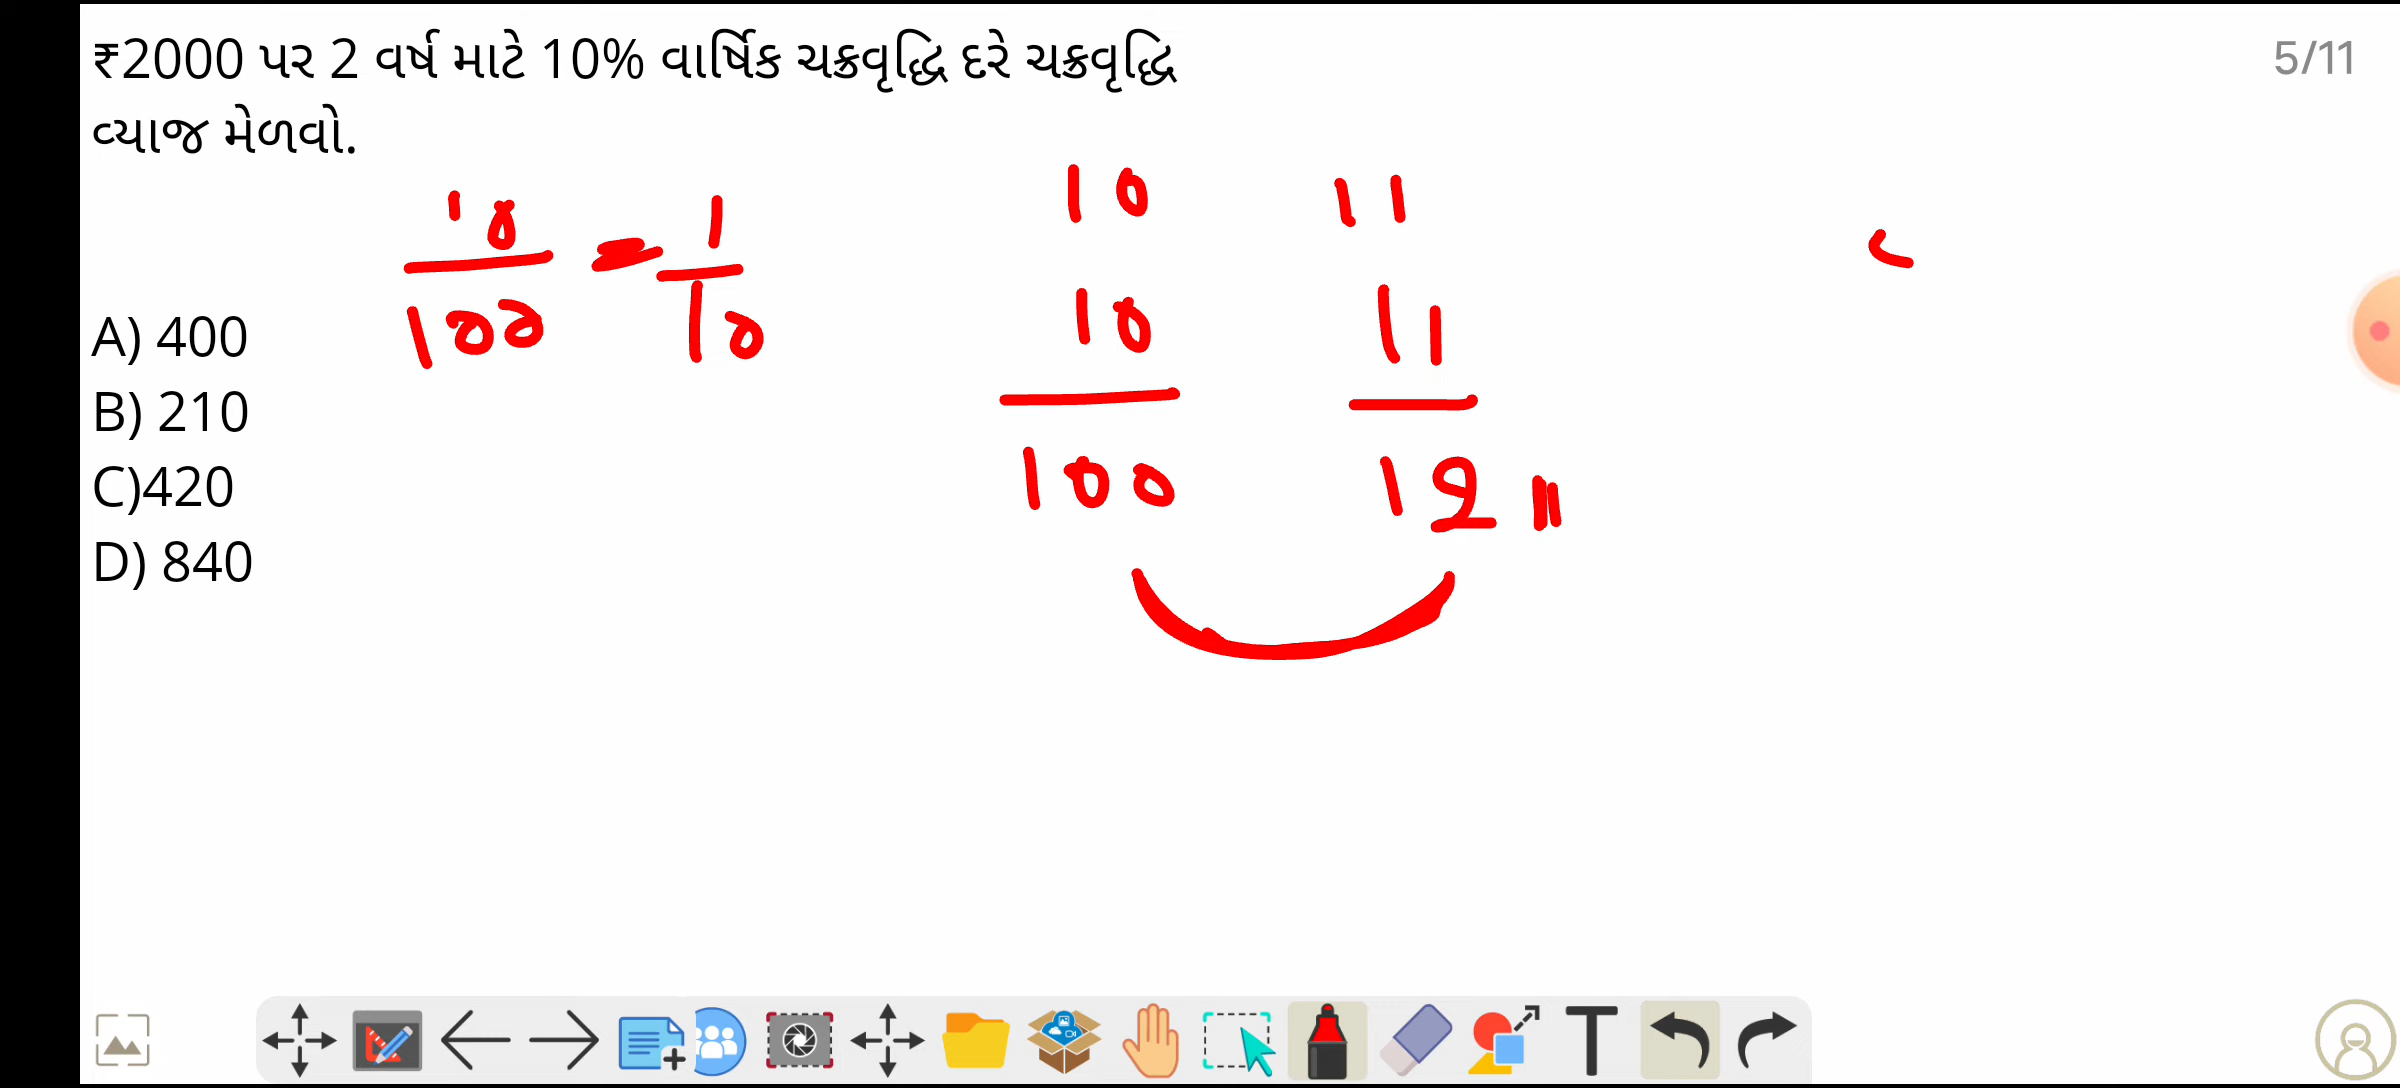 ₹2000 પર 2 વર્ષ માટે 10% વાર્ષિક ચક્રવૃદ્ધિ દરે ચક્રવૃદ્ધિ
વ્યાજ મેળવો.
5/11
10/100 = 1/10
10 11
10 11
100 121
A) 400
B) 210
C)420
D) 840
T